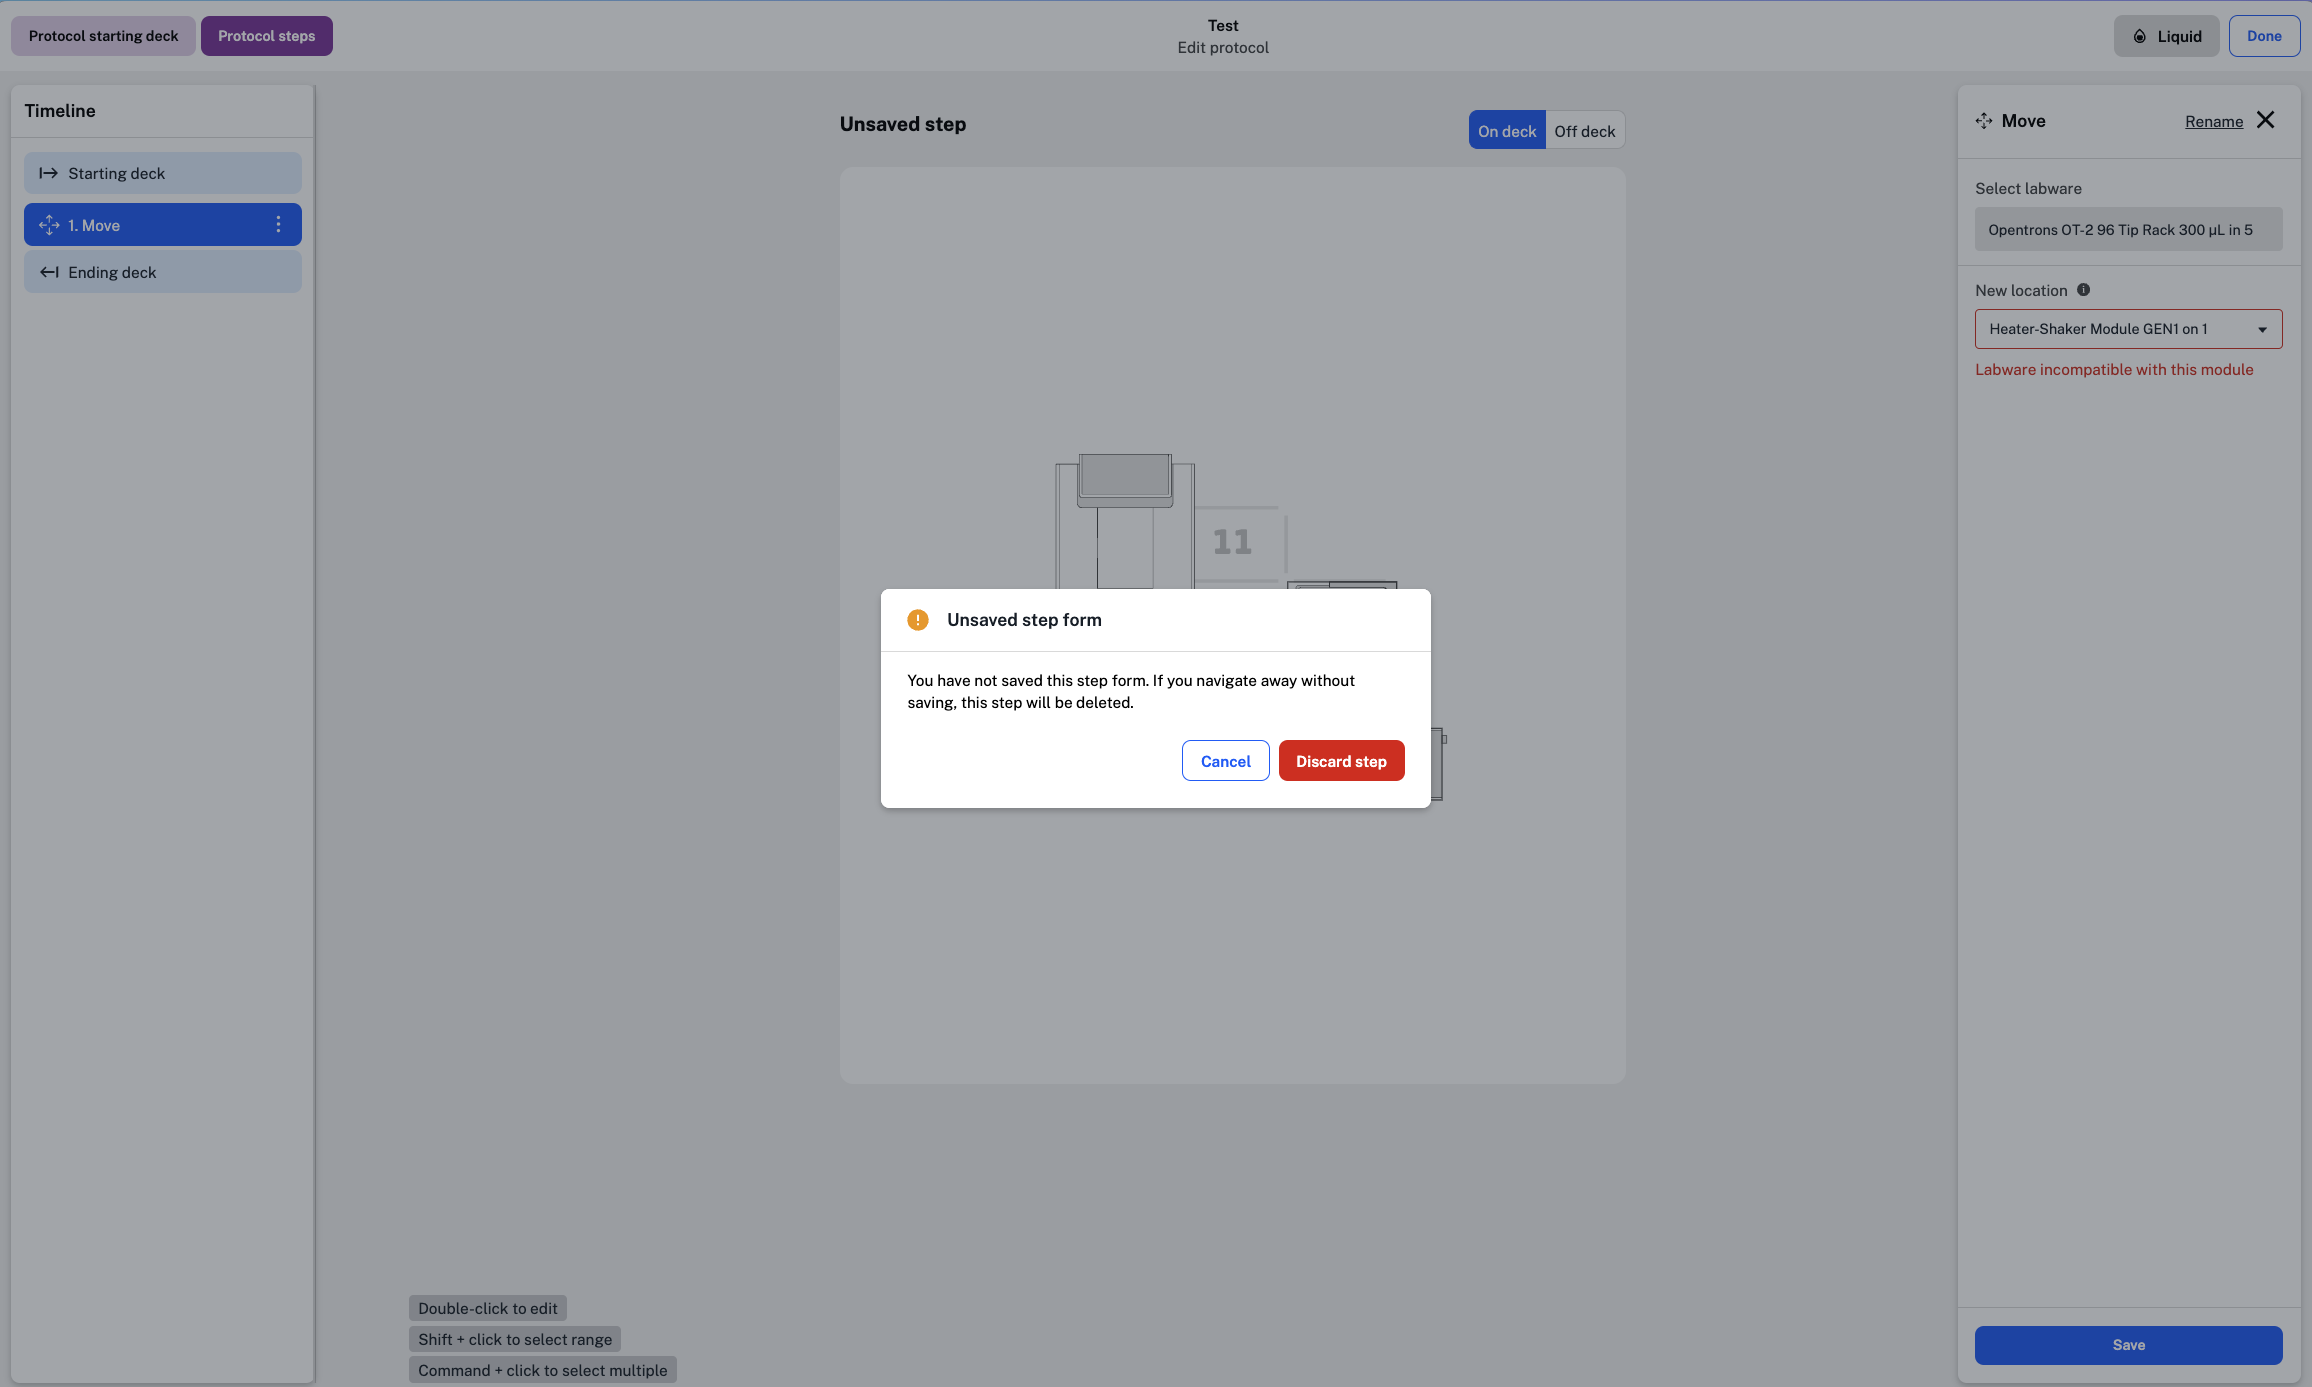 Protocol starting deck
Protocol steps
Test
Edit protocol
Liquid
Done
Timeline
Starting deck
1. Move
Ending deck
Unsaved step
On deck
Off deck
11
Unsaved step form
You have not saved this step form. If you navigate away without
saving, this step will be deleted.
Cancel
Discard step
Double-click to edit
Shift + click to select range
Command + click to select multiple
Move
Rename
Select labware
Opentrons OT-2 96 Tip Rack 300 µL in 5
New location
Heater-Shaker Module GEN1 on 1
Labware incompatible with this module
Save